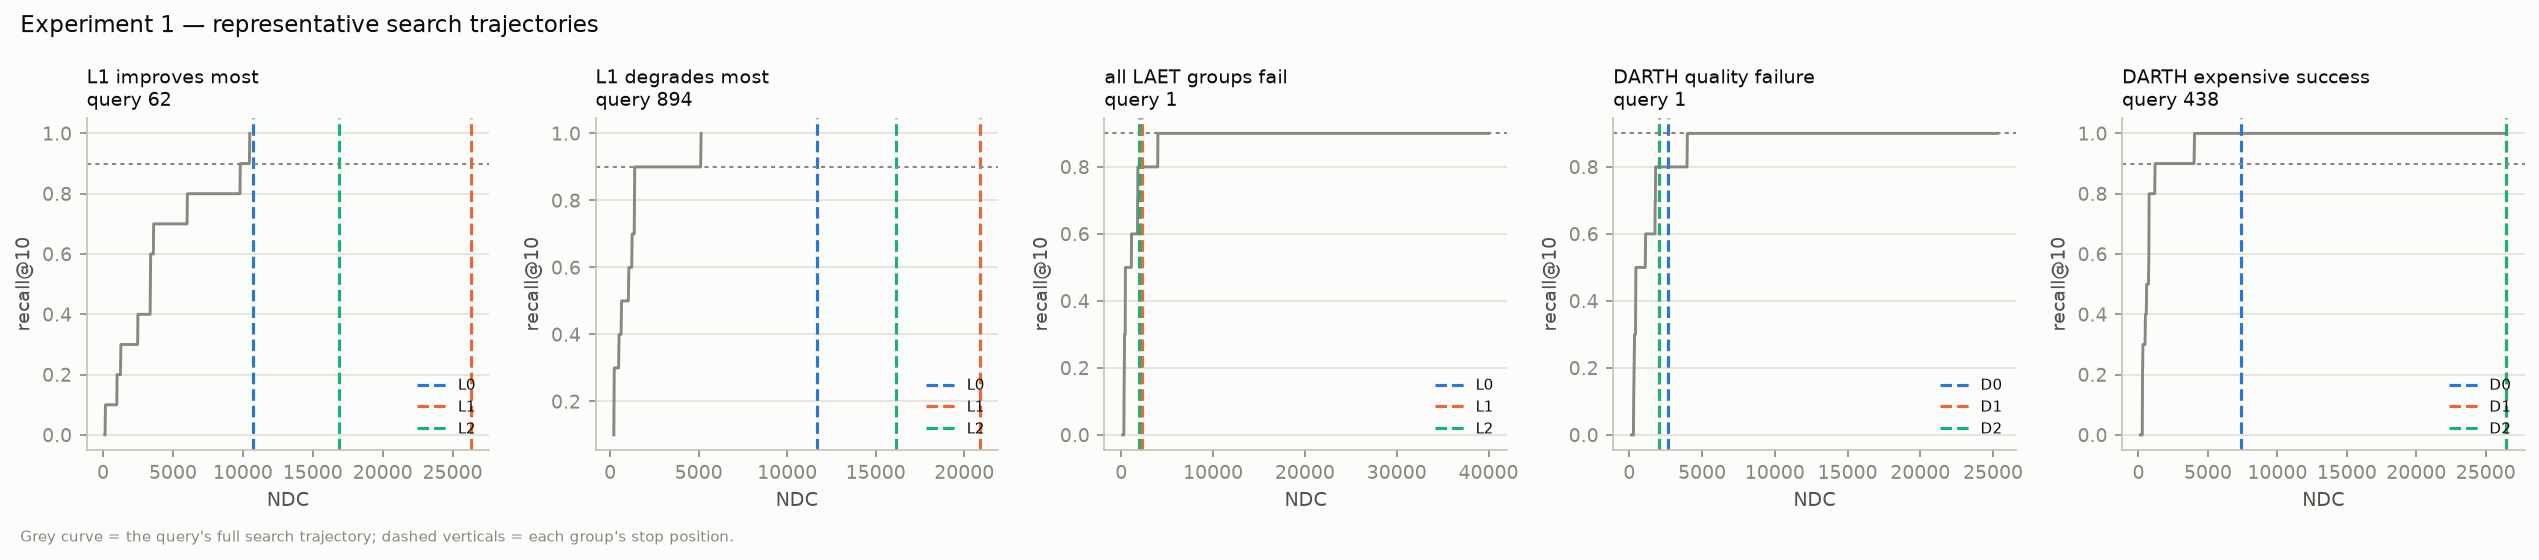 Experiment 1 — representative search trajectories
L1 improves most
query 62
1.0
0.8
0.6
0.4
0.2
0.0
recall@10
0 5000 10000 15000 20000 25000
NDC
L0
L1
L2
L1 degrades most
query 894
1.0
0.8
0.6
0.4
0.2
recall@10
0 5000 10000 15000 20000
NDC
L0
L1
L2
all LAET groups fail
query 1
0.8
0.6
0.4
0.2
0.0
recall@10
0 10000 20000 30000 40000
NDC
L0
L1
L2
DARTH quality failure
query 1
0.8
0.6
0.4
0.2
0.0
recall@10
0 5000 10000 15000 20000 25000
NDC
D0
D1
D2
DARTH expensive success
query 438
1.0
0.8
0.6
0.4
0.2
0.0
recall@10
0 5000 10000 15000 20000 25000
NDC
D0
D1
D2
Grey curve = the query's full search trajectory; dashed verticals = each group's stop position.